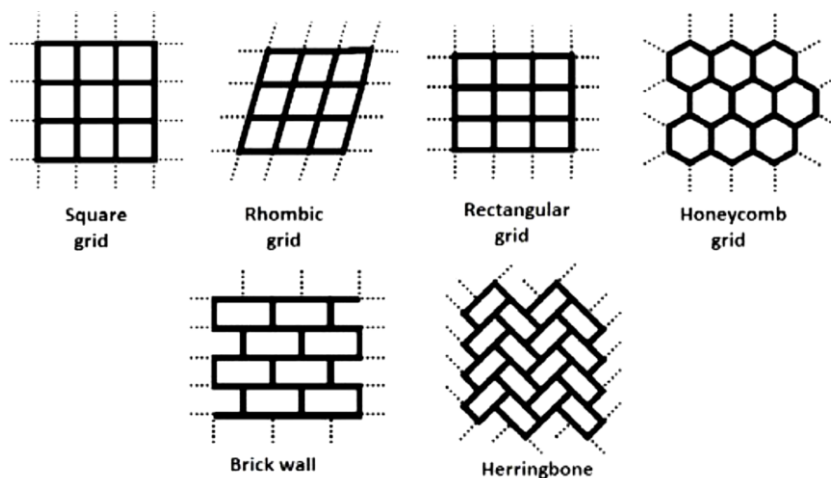 Square
grid
Rhombic
grid
Rectangular
grid
Honeycomb
grid
Brick wall
Herringbone